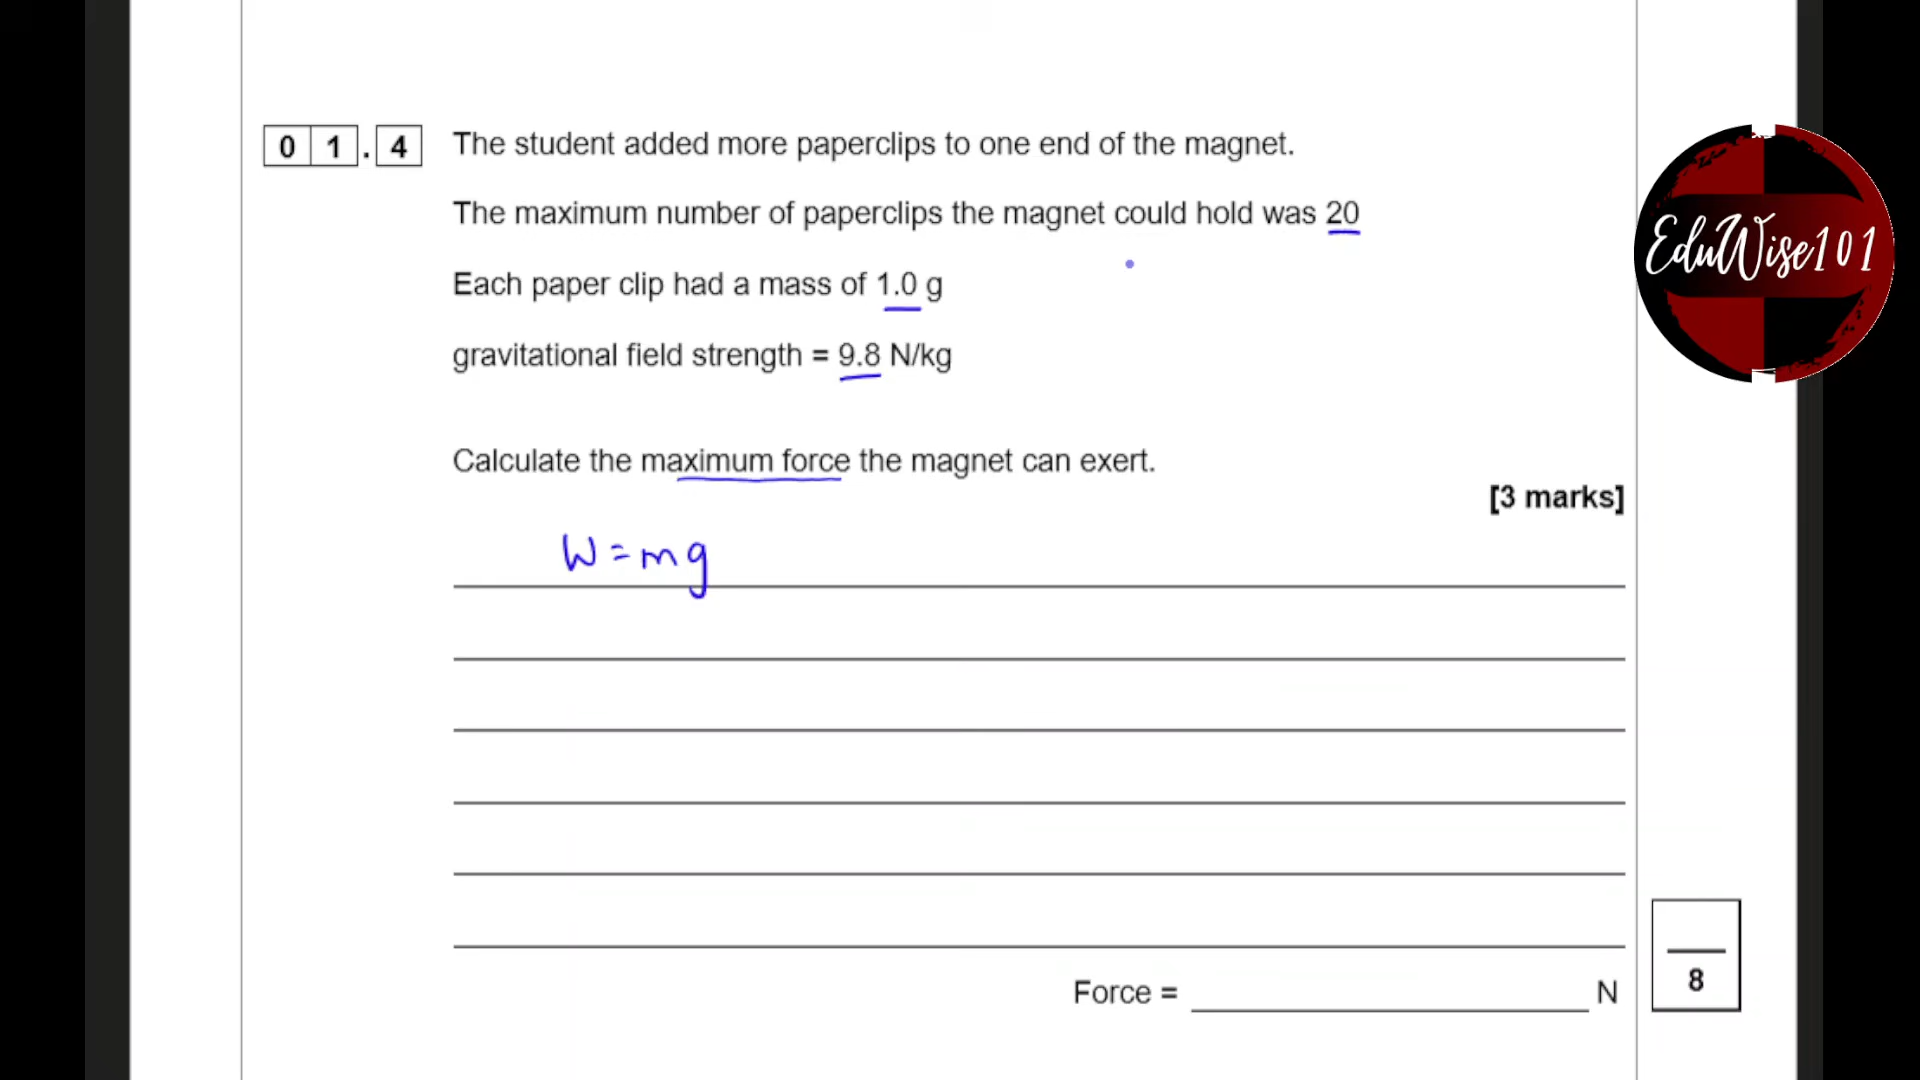 01.4 The student added more paperclips to one end of the magnet.
The maximum number of paperclips the magnet could hold was 20
EduWise101
Each paper clip had a mass of 1.0 g
gravitational field strength = 9.8 N/kg
Calculate the maximum force the magnet can exert.
[3 marks]
W = mg
Force = N
8